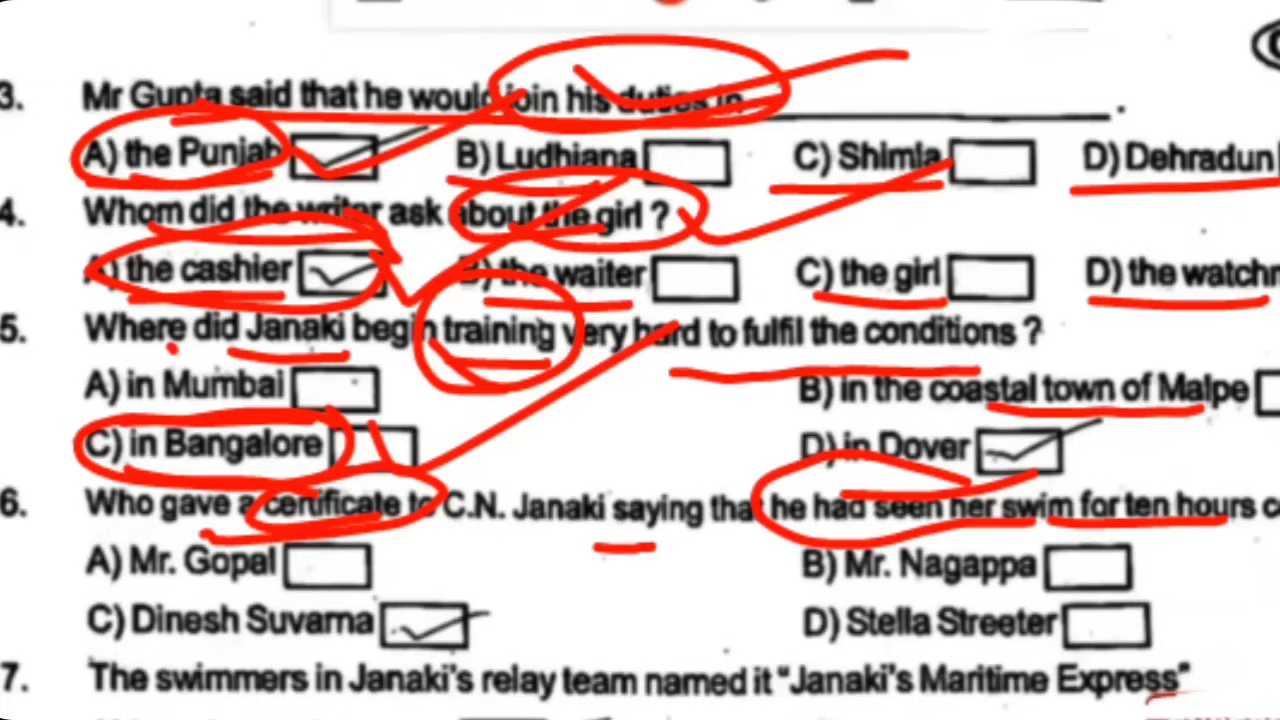 3. Mr Gupta said that he would join his duties in ____________.
A) the Punjab B) Ludhiana C) Shimla D) Dehradun
4. Whom did the writer ask about the girl ?
A) the cashier B) the waiter C) the girl D) the watchm
5. Where did Janaki begin training very hard to fulfil the conditions ?
A) in Mumbai B) in the coastal town of Malpe
C) in Bangalore D) in Dover
6. Who gave a certificate to C.N. Janaki saying that he had seen her swim for ten hours c
A) Mr. Gopal B) Mr. Nagappa
C) Dinesh Suvarna D) Stella Streeter
7. The swimmers in Janaki's relay team named it "Janaki's Maritime Express"